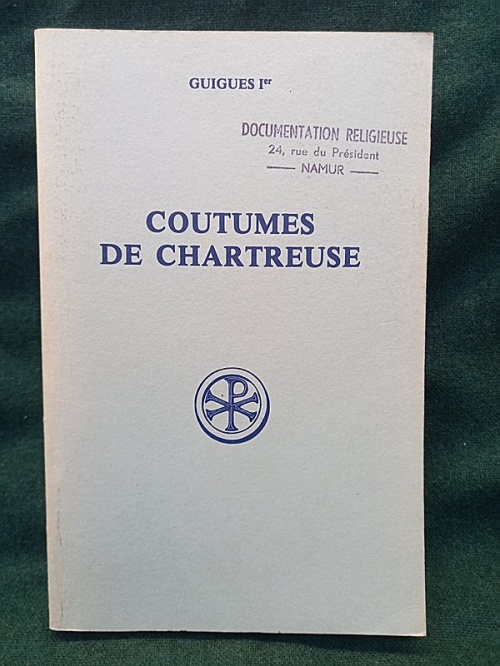 GUIGUES Ier
DOCUMENTATION RELIGIEUSE
24, rue du Président
NAMUR
COUTUMES
DE CHARTREUSE